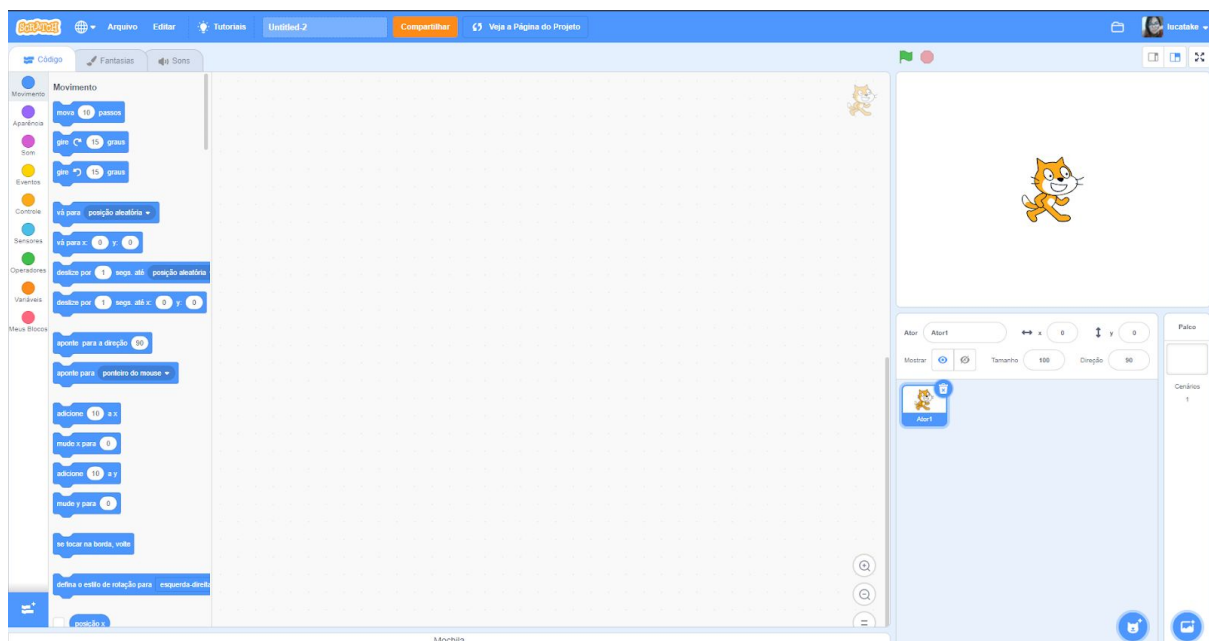 SCRATCH Arquivo Editar Tutoriais Untitled-2 Compartilhar Veja a Página do Projeto lucatake
Código Fantasias Sons
Movimento
Aparência
Som
Eventos
Controle
Sensores
Operadores
Variáveis
Meus Blocos
Movimento
mova 10 passos
gire 15 graus
gire 15 graus
vá para posição aleatória
vá para x: 0 y: 0
deslize por 1 segs. até posição aleatória
deslize por 1 segs. até x: 0 y: 0
aponte para a direção 90
aponte para ponteiro do mouse
adicione 10 a x
mude x para 0
adicione 10 a y
mude y para 0
se tocar na borda, volte
defina o estilo de rotação para esquerda-direita
posição x
Mochila
Ator Ator1 x 0 y 0
Mostrar Tamanho 100 Direção 90
Ator1
Palco
Cenários
1